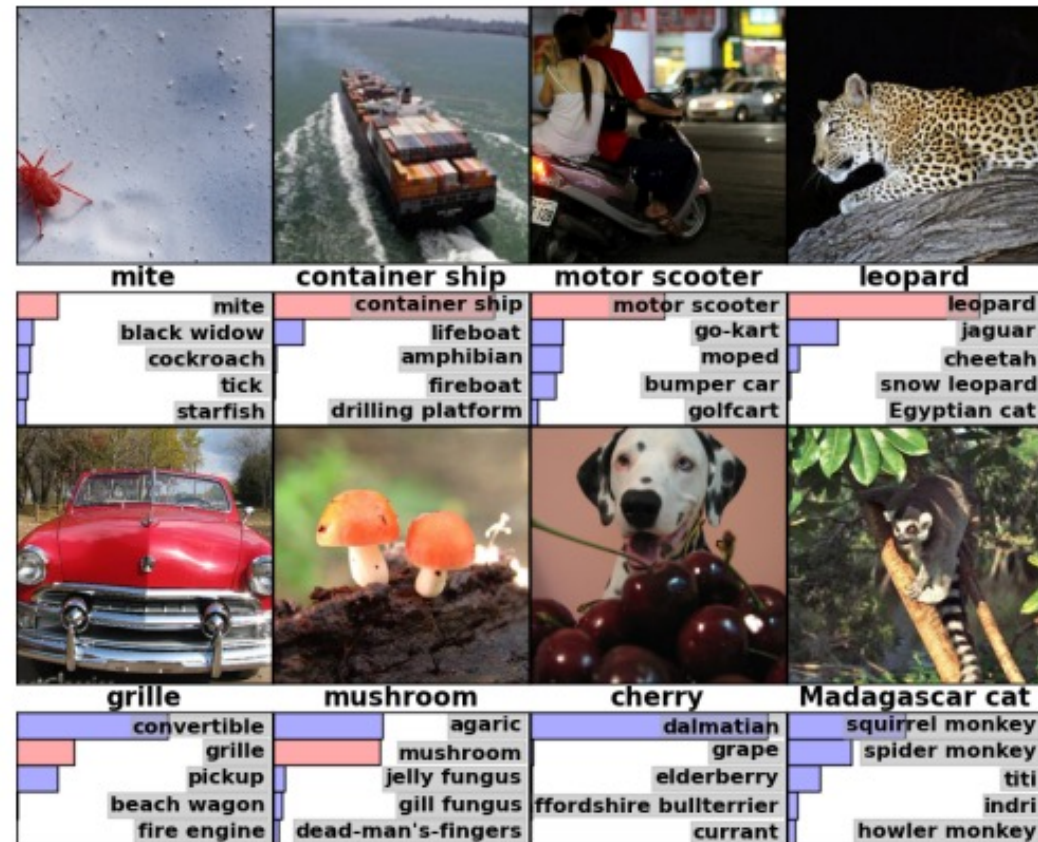 mite
container ship
motor scooter
leopard
mite
black widow
cockroach
tick
starfish
container ship
lifeboat
amphibian
fireboat
drilling platform
motor scooter
go-kart
moped
bumper car
golfcart
leopard
jaguar
cheetah
snow leopard
Egyptian cat
grille
mushroom
cherry
Madagascar cat
convertible
grille
pickup
beach wagon
fire engine
agaric
mushroom
jelly fungus
gill fungus
dead-man's-fingers
dalmatian
grape
elderberry
ffordshire bullterrier
currant
squirrel monkey
spider monkey
titi
indri
howler monkey